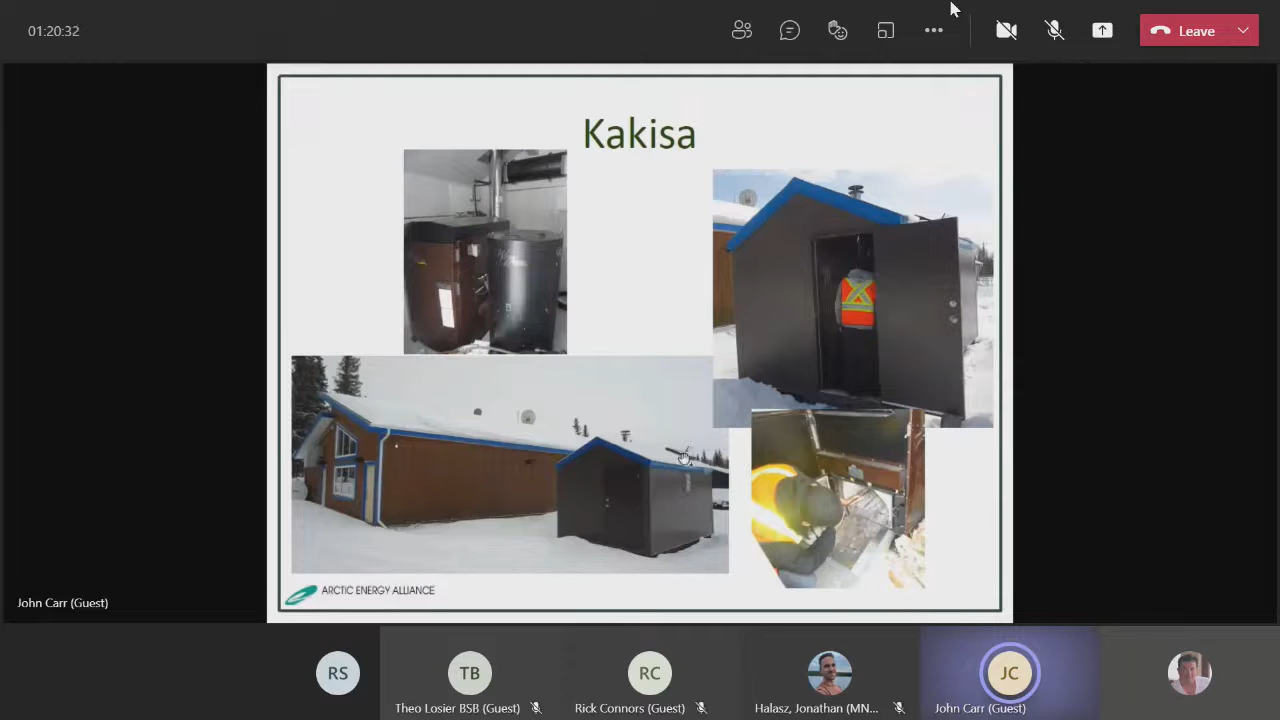 01:20:32
Leave
Kakisa
ARCTIC ENERGY ALLIANCE
John Carr (Guest)
RS
TB
RC
JC
Theo Losier BSB (Guest)
Rick Connors (Guest)
Halasz, Jonathan (MN...
John Carr (Guest)